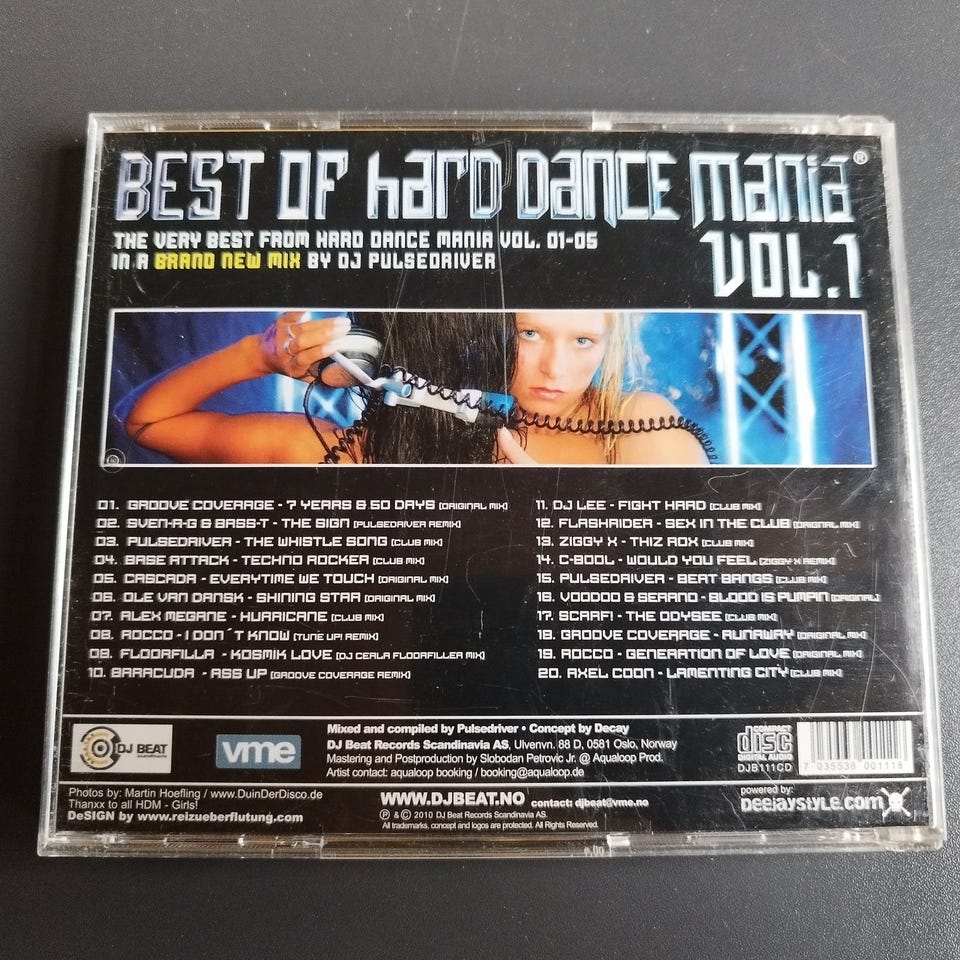 BEST OF HARD DANCE MANIA®
THE VERY BEST FROM HARD DANCE MANIA VOL. 01-05
IN A BRAND NEW MIX BY DJ PULSEDRIVER
VOL.1
01. GROOVE COVERAGE - 7 YEARS & 50 DAYS [ORIGINAL MIX]
02. SVEN-R-G & BASS-T - THE SIGN [PULSEDRIVER REMIX]
03. PULSEDRIVER - THE WHISTLE SONG [CLUB MIX]
04. BASE ATTACK - TECHNO ROCKER [CLUB MIX]
05. CASCADA - EVERYTIME WE TOUCH [ORIGINAL MIX]
06. OLE VAN DANSK - SHINING STAR [ORIGINAL MIX]
07. ALEX MEGANE - HURRICANE [CLUB MIX]
08. ROCCO - I DON´T KNOW [TUNE UP! REMIX]
09. FLOORFILLA - KOSMIK LOVE [DJ CERLA FLOORFILLER MIX]
10. BARACUDA - ASS UP [GROOVE COVERAGE REMIX]
11. DJ LEE - FIGHT HARD [CLUB MIX]
12. FLASHRIDER - SEX IN THE CLUB [ORIGINAL MIX]
13. ZIGGY X - THIZ ROX [CLUB MIX]
14. C-BOOL - WOULD YOU FEEL [ZIGGY X REMIX]
15. PULSEDRIVER - BEAT BANGS [CLUB MIX]
16. VOODOO & SERANO - BLOOD IS PUMPIN [ORIGINAL]
17. SCARF! - THE ODYSEE [CLUB MIX]
18. GROOVE COVERAGE - RUNAWAY [ORIGINAL MIX]
19. ROCCO - GENERATION OF LOVE [ORIGINAL MIX]
20. AXEL COON - LAMENTING CITY [CLUB MIX]
DJ BEAT
vme
Mixed and compiled by Pulsedriver • Concept by Decay
DJ Beat Records Scandinavia AS, Ulvenvn. 88 D, 0581 Oslo, Norway
Mastering and Postproduction by Slobodan Petrovic Jr. @ Aqualoop Prod.
Artist contact: aqualoop booking / booking@aqualoop.de
COMPACT
disc
DIGITAL AUDIO
DJB111CD
7 035538 001118
Photos by: Martin Hoefling / www.DuinDerDisco.de
Thanxx to all HDM - Girls!
DeSIGN by www.reizueberflutung.com
WWW.DJBEAT.NO contact: djbeat@vme.no
℗ & © 2010 DJ Beat Records Scandinavia AS.
All trademarks, concept and logos are protected. All Rights Reserved.
powered by:
DEEJAYSTYLE.COM